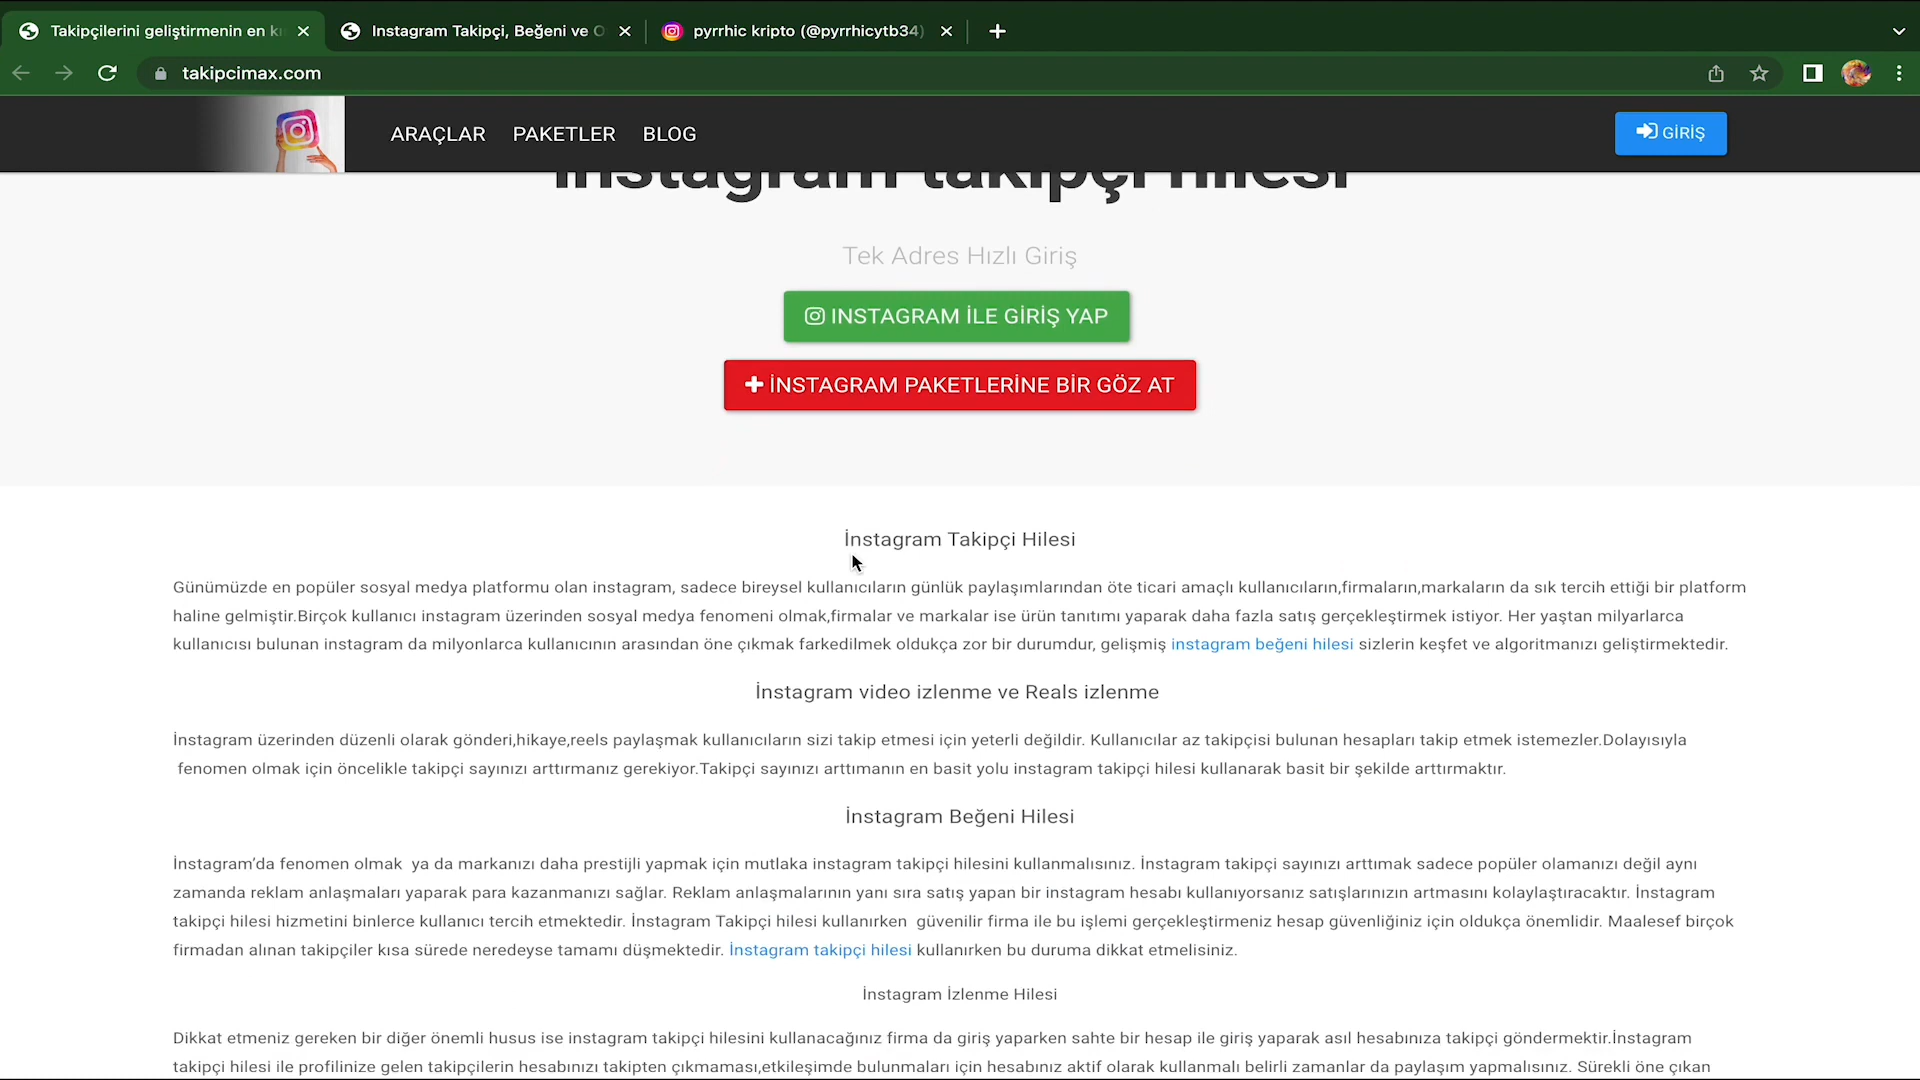 Takipçilerini geliştirmenin en
Instagram Takipçi, Beğeni ve
pyrrhic kripto (@pyrrhicytb34)
takipcimax.com
ARAÇLAR PAKETLER BLOG
GİRİŞ
instagram takipçi hilesi
Tek Adres Hızlı Giriş
INSTAGRAM İLE GİRİŞ YAP
İNSTAGRAM PAKETLERİNE BİR GÖZ AT
İnstagram Takipçi Hilesi
Günümüzde en popüler sosyal medya platformu olan instagram, sadece bireysel kullanıcıların günlük paylaşımlarından öte ticari amaçlı kullanıcıların,firmaların,markaların da sık tercih ettiği bir platform
haline gelmiştir.Birçok kullanıcı instagram üzerinden sosyal medya fenomeni olmak,firmalar ve markalar ise ürün tanıtımı yaparak daha fazla satış gerçekleştirmek istiyor. Her yaştan milyarlarca
kullanıcısı bulunan instagram da milyonlarca kullanıcının arasından öne çıkmak farkedilmek oldukça zor bir durumdur, gelişmiş instagram beğeni hilesi sizlerin keşfet ve algoritmanızı geliştirmektedir.
İnstagram video izlenme ve Reals izlenme
İnstagram üzerinden düzenli olarak gönderi,hikaye,reels paylaşmak kullanıcıların sizi takip etmesi için yeterli değildir. Kullanıcılar az takipçisi bulunan hesapları takip etmek istemezler.Dolayısıyla
fenomen olmak için öncelikle takipçi sayınızı arttırmanız gerekiyor.Takipçi sayınızı arttımanın en basit yolu instagram takipçi hilesi kullanarak basit bir şekilde arttırmaktır.
İnstagram Beğeni Hilesi
İnstagram’da fenomen olmak ya da markanızı daha prestijli yapmak için mutlaka instagram takipçi hilesini kullanmalısınız. İnstagram takipçi sayınızı arttımak sadece popüler olamanızı değil aynı
zamanda reklam anlaşmaları yaparak para kazanmanızı sağlar. Reklam anlaşmalarının yanı sıra satış yapan bir instagram hesabı kullanıyorsanız satışlarınızın artmasını kolaylaştıracaktır. İnstagram
takipçi hilesi hizmetini binlerce kullanıcı tercih etmektedir. İnstagram Takipçi hilesi kullanırken güvenilir firma ile bu işlemi gerçekleştirmeniz hesap güvenliğiniz için oldukça önemlidir. Maalesef birçok
firmadan alınan takipçiler kısa sürede neredeyse tamamı düşmektedir. İnstagram takipçi hilesi kullanırken bu duruma dikkat etmelisiniz.
İnstagram İzlenme Hilesi
Dikkat etmeniz gereken bir diğer önemli husus ise instagram takipçi hilesini kullanacağınız firma da giriş yaparken sahte bir hesap ile giriş yaparak asıl hesabınıza takipçi göndermektir.İnstagram
takipçi hilesi ile profilinize gelen takipçilerin hesabınızı takipten çıkmaması,etkileşimde bulunmaları için hesabınız aktif olarak kullanmalı belirli zamanlar da paylaşım yapmalısınız. Sürekli öne çıkan